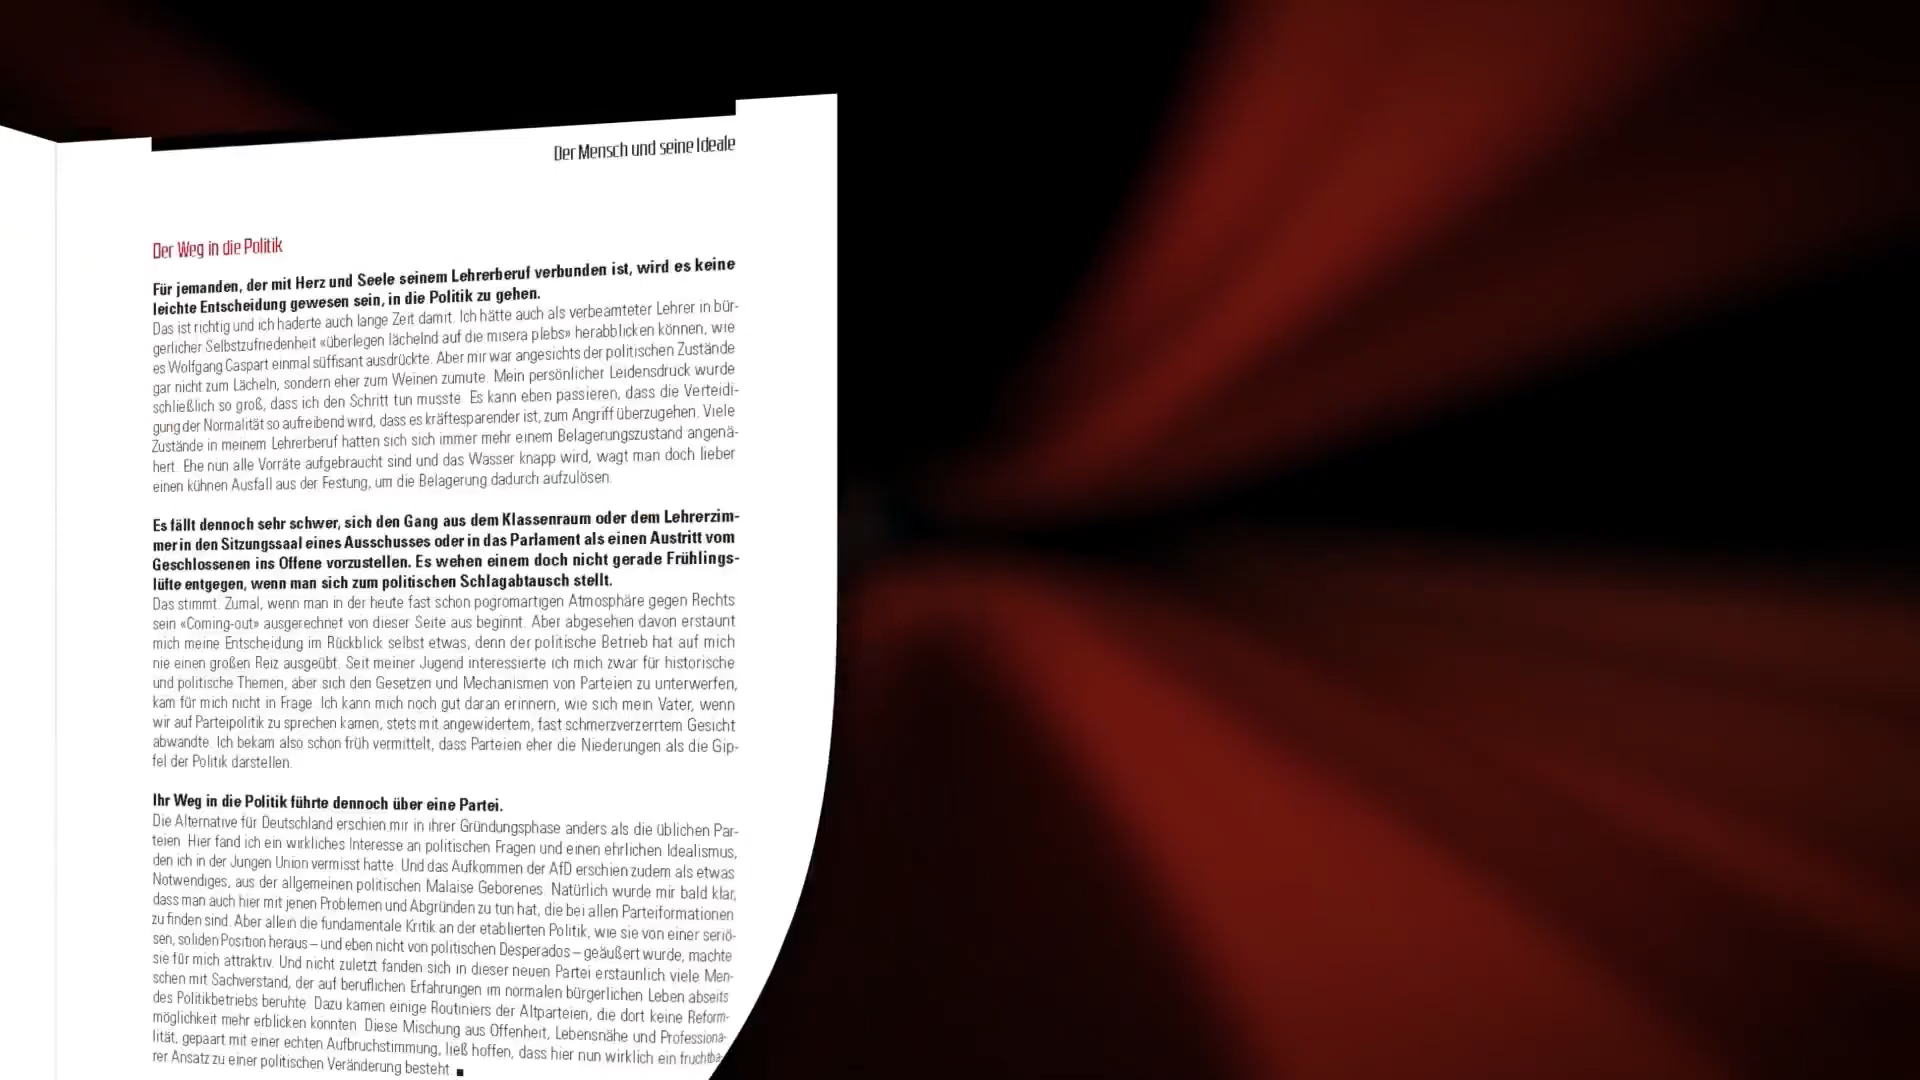 Der Mensch und seine Ideale
Der Weg in die Politik
Für jemanden, der mit Herz und Seele seinem Lehrerberuf verbunden ist, wird es keine
leichte Entscheidung gewesen sein, in die Politik zu gehen.
Das ist richtig und ich haderte auch lange Zeit damit. Ich hätte auch als verbeamteter Lehrer in bür-
gerlicher Selbstzufriedenheit «überlegen lächelnd auf die misera plebs» herabblicken können, wie
es Wolfgang Caspart einmal süffisant ausdrückte. Aber mir war angesichts der politischen Zustände
gar nicht zum Lächeln, sondern eher zum Weinen zumute. Mein persönlicher Leidensdruck wurde
schließlich so groß, dass ich den Schritt tun musste. Es kann eben passieren, dass die Verteidi-
gung der Normalität so aufreibend wird, dass es kräftesparender ist, zum Angriff überzugehen. Viele
Zustände in meinem Lehrerberuf hatten sich sich immer mehr einem Belagerungszustand angenä-
hert. Ehe nun alle Vorräte aufgebraucht sind und das Wasser knapp wird, wagt man doch lieber
einen kühnen Ausfall aus der Festung, um die Belagerung dadurch aufzulösen.
Es fällt dennoch sehr schwer, sich den Gang aus dem Klassenraum oder dem Lehrerzim-
mer in den Sitzungssaal eines Ausschusses oder in das Parlament als einen Austritt vom
Geschlossenen ins Offene vorzustellen. Es wehen einem doch nicht gerade Frühlings-
lüfte entgegen, wenn man sich zum politischen Schlagabtausch stellt.
Das stimmt. Zumal, wenn man in der heute fast schon pogromartigen Atmosphäre gegen Rechts
sein «Coming-out» ausgerechnet von dieser Seite aus beginnt. Aber abgesehen davon erstaunt
mich meine Entscheidung im Rückblick selbst etwas, denn der politische Betrieb hat auf mich
nie einen großen Reiz ausgeübt. Seit meiner Jugend interessierte ich mich zwar für historische
und politische Themen, aber sich den Gesetzen und Mechanismen von Parteien zu unterwerfen,
kam für mich nicht in Frage. Ich kann mich noch gut daran erinnern, wie sich mein Vater, wenn
wir auf Parteipolitik zu sprechen kamen, stets mit angewidertem, fast schmerzverzerrtem Gesicht
abwandte. Ich bekam also schon früh vermittelt, dass Parteien eher die Niederungen als die Gip-
fel der Politik darstellen.
Ihr Weg in die Politik führte dennoch über eine Partei.
Die Alternative für Deutschland erschien mir in ihrer Gründungsphase anders als die üblichen Par-
teien. Hier fand ich ein wirkliches Interesse an politischen Fragen und einen ehrlichen Idealismus,
den ich in der Jungen Union vermisst hatte. Und das Aufkommen der AfD erschien zudem als etwas
Notwendiges, aus der allgemeinen politischen Malaise Geborenes. Natürlich wurde mir bald klar,
dass man auch hier mit jenen Problemen und Abgründen zu tun hat, die bei allen Parteiformationen
zu finden sind. Aber allein die fundamentale Kritik an der etablierten Politik, wie sie von einer seriö-
sen, soliden Position heraus – und eben nicht von politischen Desperados – geäußert wurde, machte
sie für mich attraktiv. Und nicht zuletzt fanden sich in dieser neuen Partei erstaunlich viele Men-
schen mit Sachverstand, der auf beruflichen Erfahrungen im normalen bürgerlichen Leben abseits
des Politikbetriebs beruhte. Dazu kamen einige Routiniers der Altparteien, die dort keine Reform-
möglichkeit mehr erblicken konnten. Diese Mischung aus Offenheit, Lebensnähe und Professiona-
lität, gepaart mit einer echten Aufbruchstimmung, ließ hoffen, dass hier nun wirklich ein fruchtba-
rer Ansatz zu einer politischen Veränderung besteht. ■